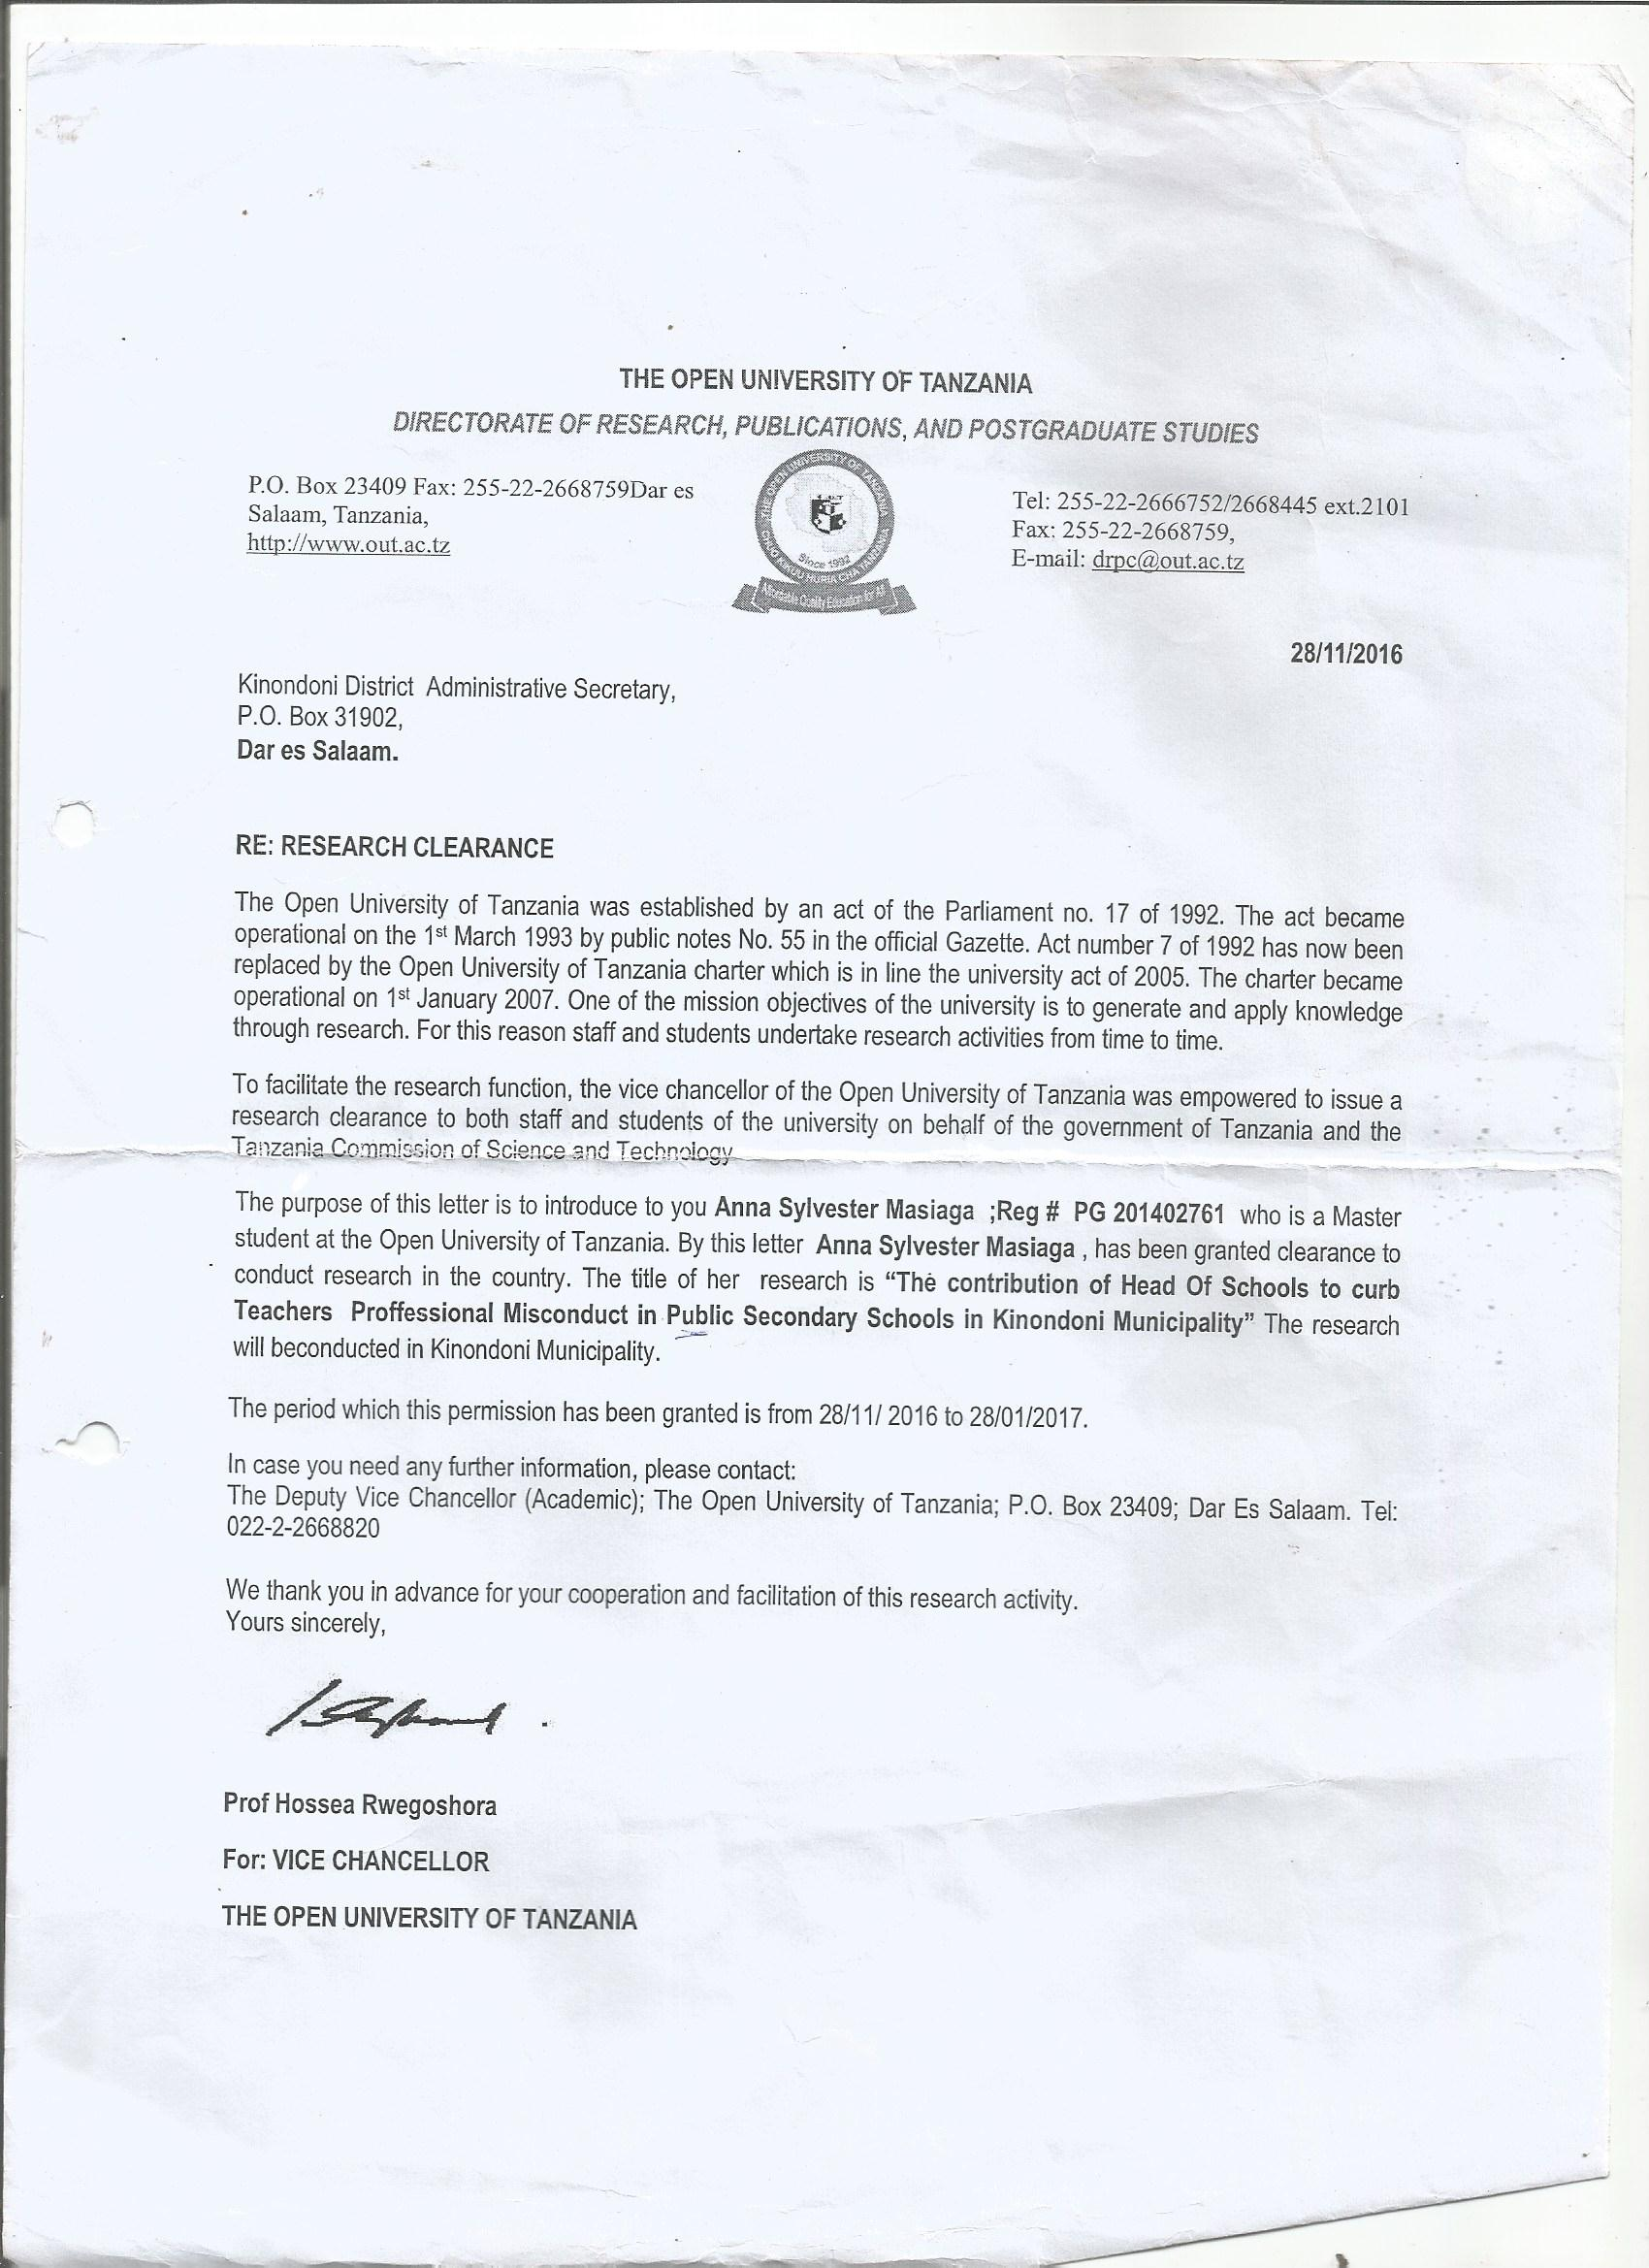 THE OPEN UNIVERSITY OF TANZANIA
DIRECTORATE OF RESEARCH, PUBLICATIONS, AND POSTGRADUATE STUDIES
P.O. Box 23409 Fax: 255-22-2668759Dar es
Salaam, Tanzania,
http://www.out.ac.tz
THE OPEN UNIVERSITY OF TANZANIA
CHUO KIKUU HURIA CHA TANZANIA
Since 1992
Affordable Quality Education for All
Tel: 255-22-2666752/2668445 ext.2101
Fax: 255-22-2668759,
E-mail: drpc@out.ac.tz
28/11/2016
Kinondoni District Administrative Secretary,
P.O. Box 31902,
Dar es Salaam.
RE: RESEARCH CLEARANCE
The Open University of Tanzania was established by an act of the Parliament no. 17 of 1992. The act became
operational on the 1st March 1993 by public notes No. 55 in the official Gazette. Act number 7 of 1992 has now been
replaced by the Open University of Tanzania charter which is in line the university act of 2005. The charter became
operational on 1st January 2007. One of the mission objectives of the university is to generate and apply knowledge
through research. For this reason staff and students undertake research activities from time to time.
To facilitate the research function, the vice chancellor of the Open University of Tanzania was empowered to issue a
research clearance to both staff and students of the university on behalf of the government of Tanzania and the
Tanzania Commission of Science and Technology
The purpose of this letter is to introduce to you Anna Sylvester Masiaga ;Reg # PG 201402761 who is a Master
student at the Open University of Tanzania. By this letter Anna Sylvester Masiaga , has been granted clearance to
conduct research in the country. The title of her research is “The contribution of Head Of Schools to curb
Teachers Proffessional Misconduct in Public Secondary Schools in Kinondoni Municipality” The research
will beconducted in Kinondoni Municipality.
The period which this permission has been granted is from 28/11/ 2016 to 28/01/2017.
In case you need any further information, please contact:
The Deputy Vice Chancellor (Academic); The Open University of Tanzania; P.O. Box 23409; Dar Es Salaam. Tel:
022-2-2668820
We thank you in advance for your cooperation and facilitation of this research activity.
Yours sincerely,
Prof Hossea Rwegoshora
For: VICE CHANCELLOR
THE OPEN UNIVERSITY OF TANZANIA